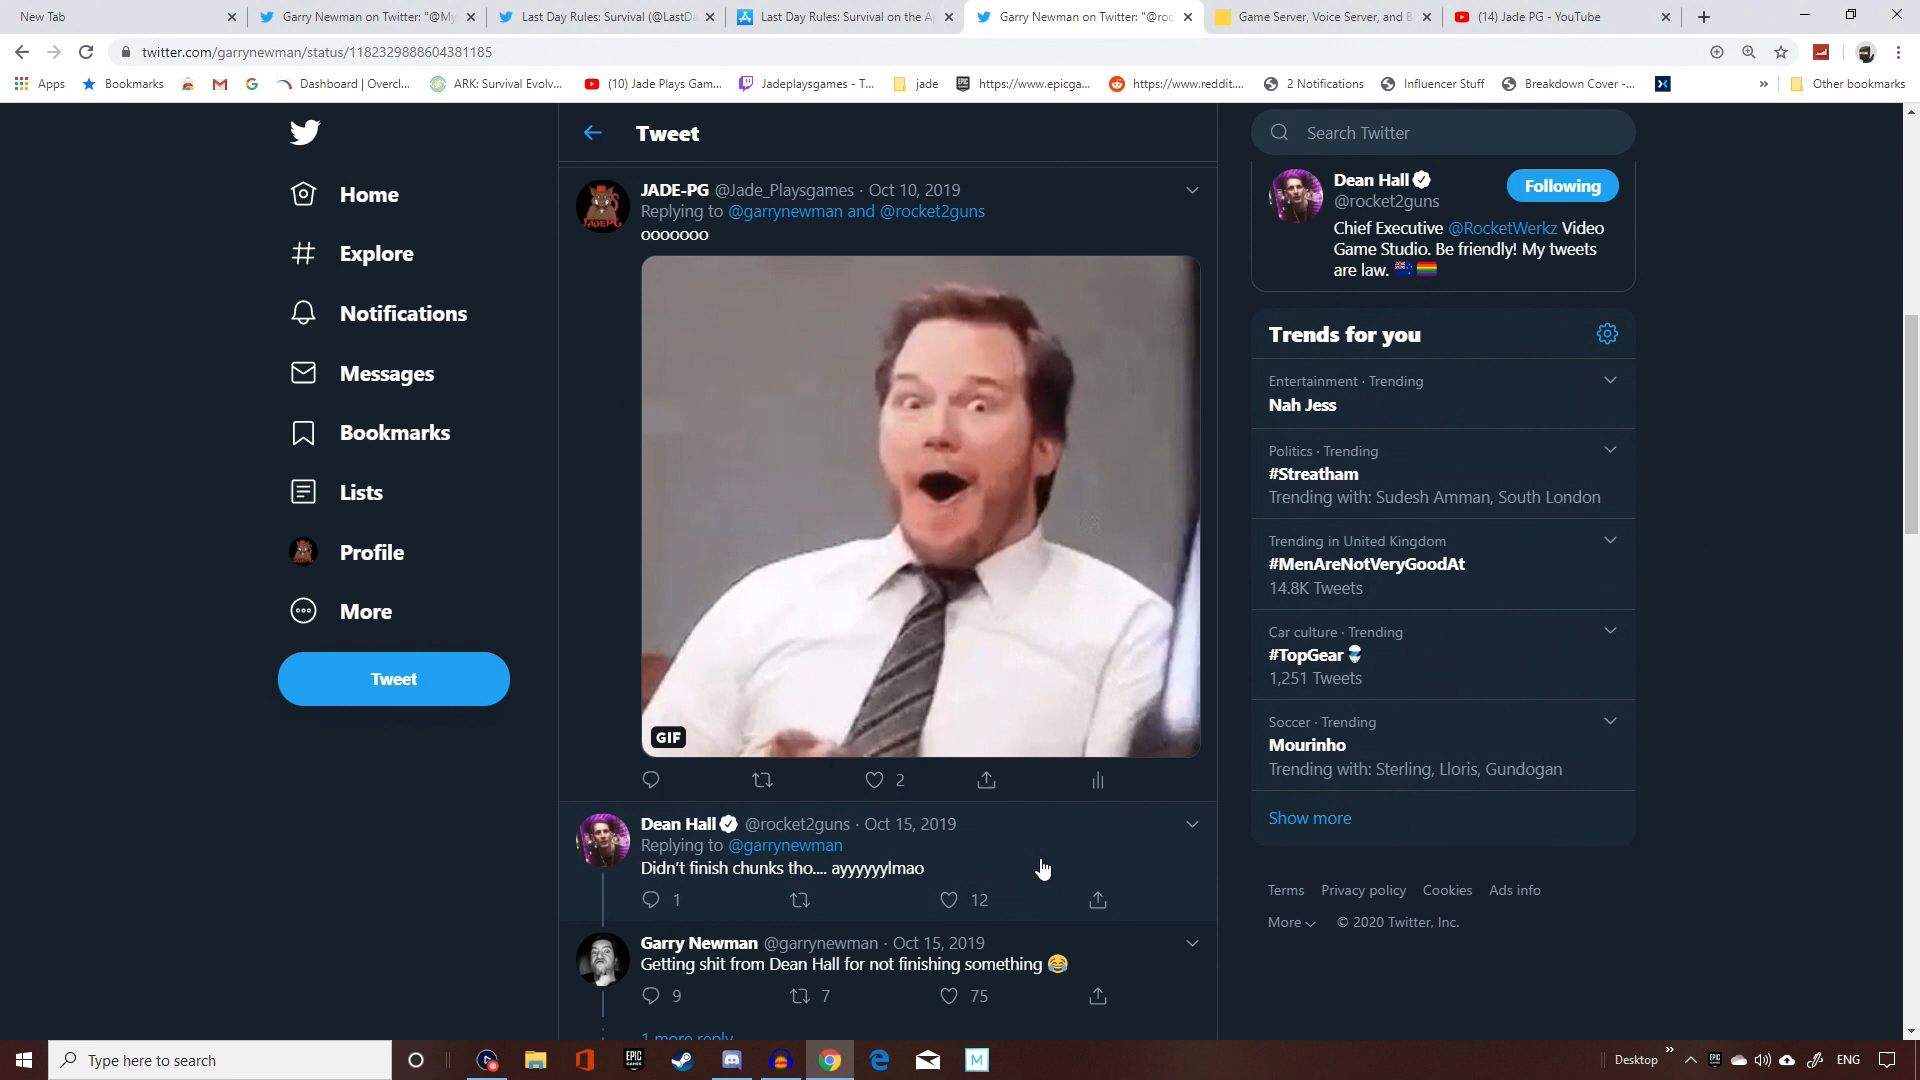 New Tab
Garry Newman on Twitter: "@My
Last Day Rules: Survival (@LastDa
Last Day Rules: Survival on the A
Garry Newman on Twitter: "@roc
Game Server, Voice Server, and B
(14) Jade PG - YouTube
twitter.com/garrynewman/status/1182329888604381185
Apps
Bookmarks
Dashboard | Overcl...
ARK: Survival Evolv...
(10) Jade Plays Gam...
Jadeplaysgames - T...
jade
https://www.epicga...
https://www.reddit....
2 Notifications
Influencer Stuff
Breakdown Cover -...
Other bookmarks
Home
Explore
Notifications
Messages
Bookmarks
Lists
Profile
More
Tweet
Tweet
JADE-PG @Jade_Playsgames · Oct 10, 2019
Replying to @garrynewman and @rocket2guns
ooooooo
GIF
2
Dean Hall @rocket2guns · Oct 15, 2019
Replying to @garrynewman
Didn't finish chunks tho.... ayyyyyylmao
1 12
Garry Newman @garrynewman · Oct 15, 2019
Getting shit from Dean Hall for not finishing something 😂
9 7 75
1 more reply
Search Twitter
Dean Hall
@rocket2guns
Following
Chief Executive @RocketWerkz Video
Game Studio. Be friendly! My tweets
are law.
Trends for you
Entertainment · Trending
Nah Jess
Politics · Trending
#Streatham
Trending with: Sudesh Amman, South London
Trending in United Kingdom
#MenAreNotVeryGoodAt
14.8K Tweets
Car culture · Trending
#TopGear
1,251 Tweets
Soccer · Trending
Mourinho
Trending with: Sterling, Lloris, Gundogan
Show more
Terms Privacy policy Cookies Ads info
More © 2020 Twitter, Inc.
Type here to search
EPIC GAMES
M
Desktop
ENG